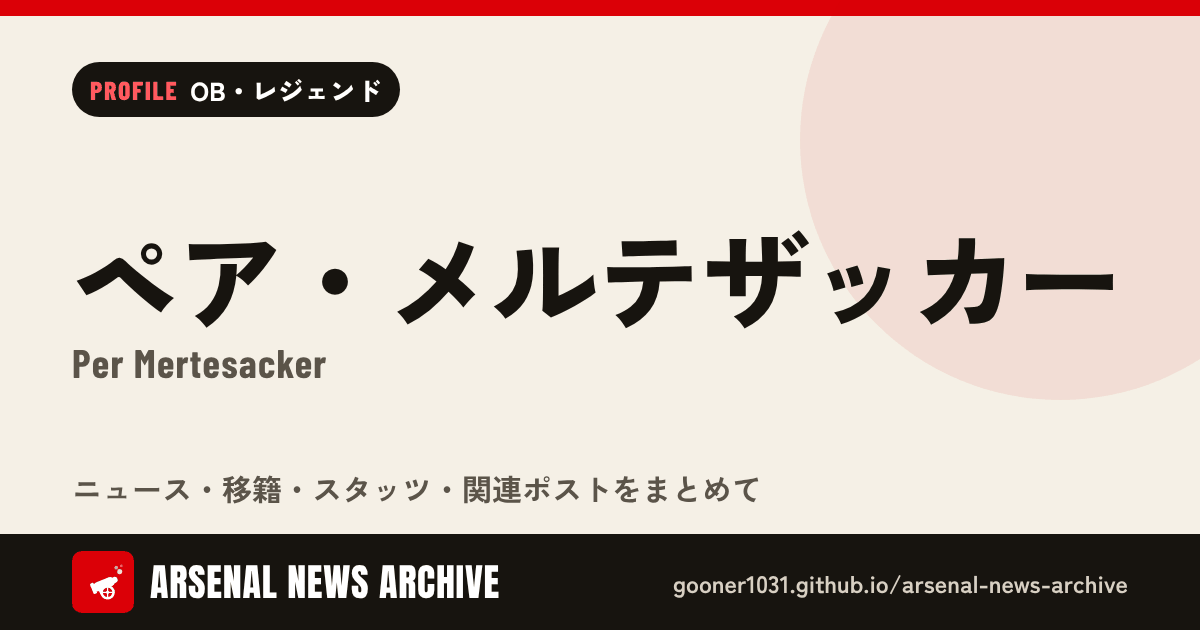 PROFILE OB・レジェンド
ペア・メルテザッカー
Per Mertesacker
ニュース・移籍・スタッツ・関連ポストをまとめて
ARSENAL NEWS ARCHIVE
gooner1031.github.io/arsenal-news-archive